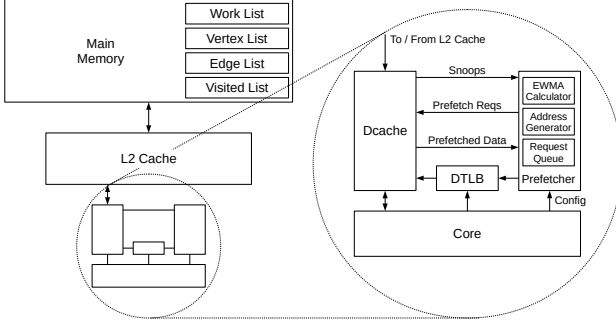 Main
Memory
Work List
Vertex List
Edge List
Visited List
L2 Cache
To / From L2 Cache
Dcache
Snoops
Prefetch Reqs
Prefetched Data
EWMA
Calculator
Address
Generator
Request
Queue
DTLB
Prefetcher
Config
Core